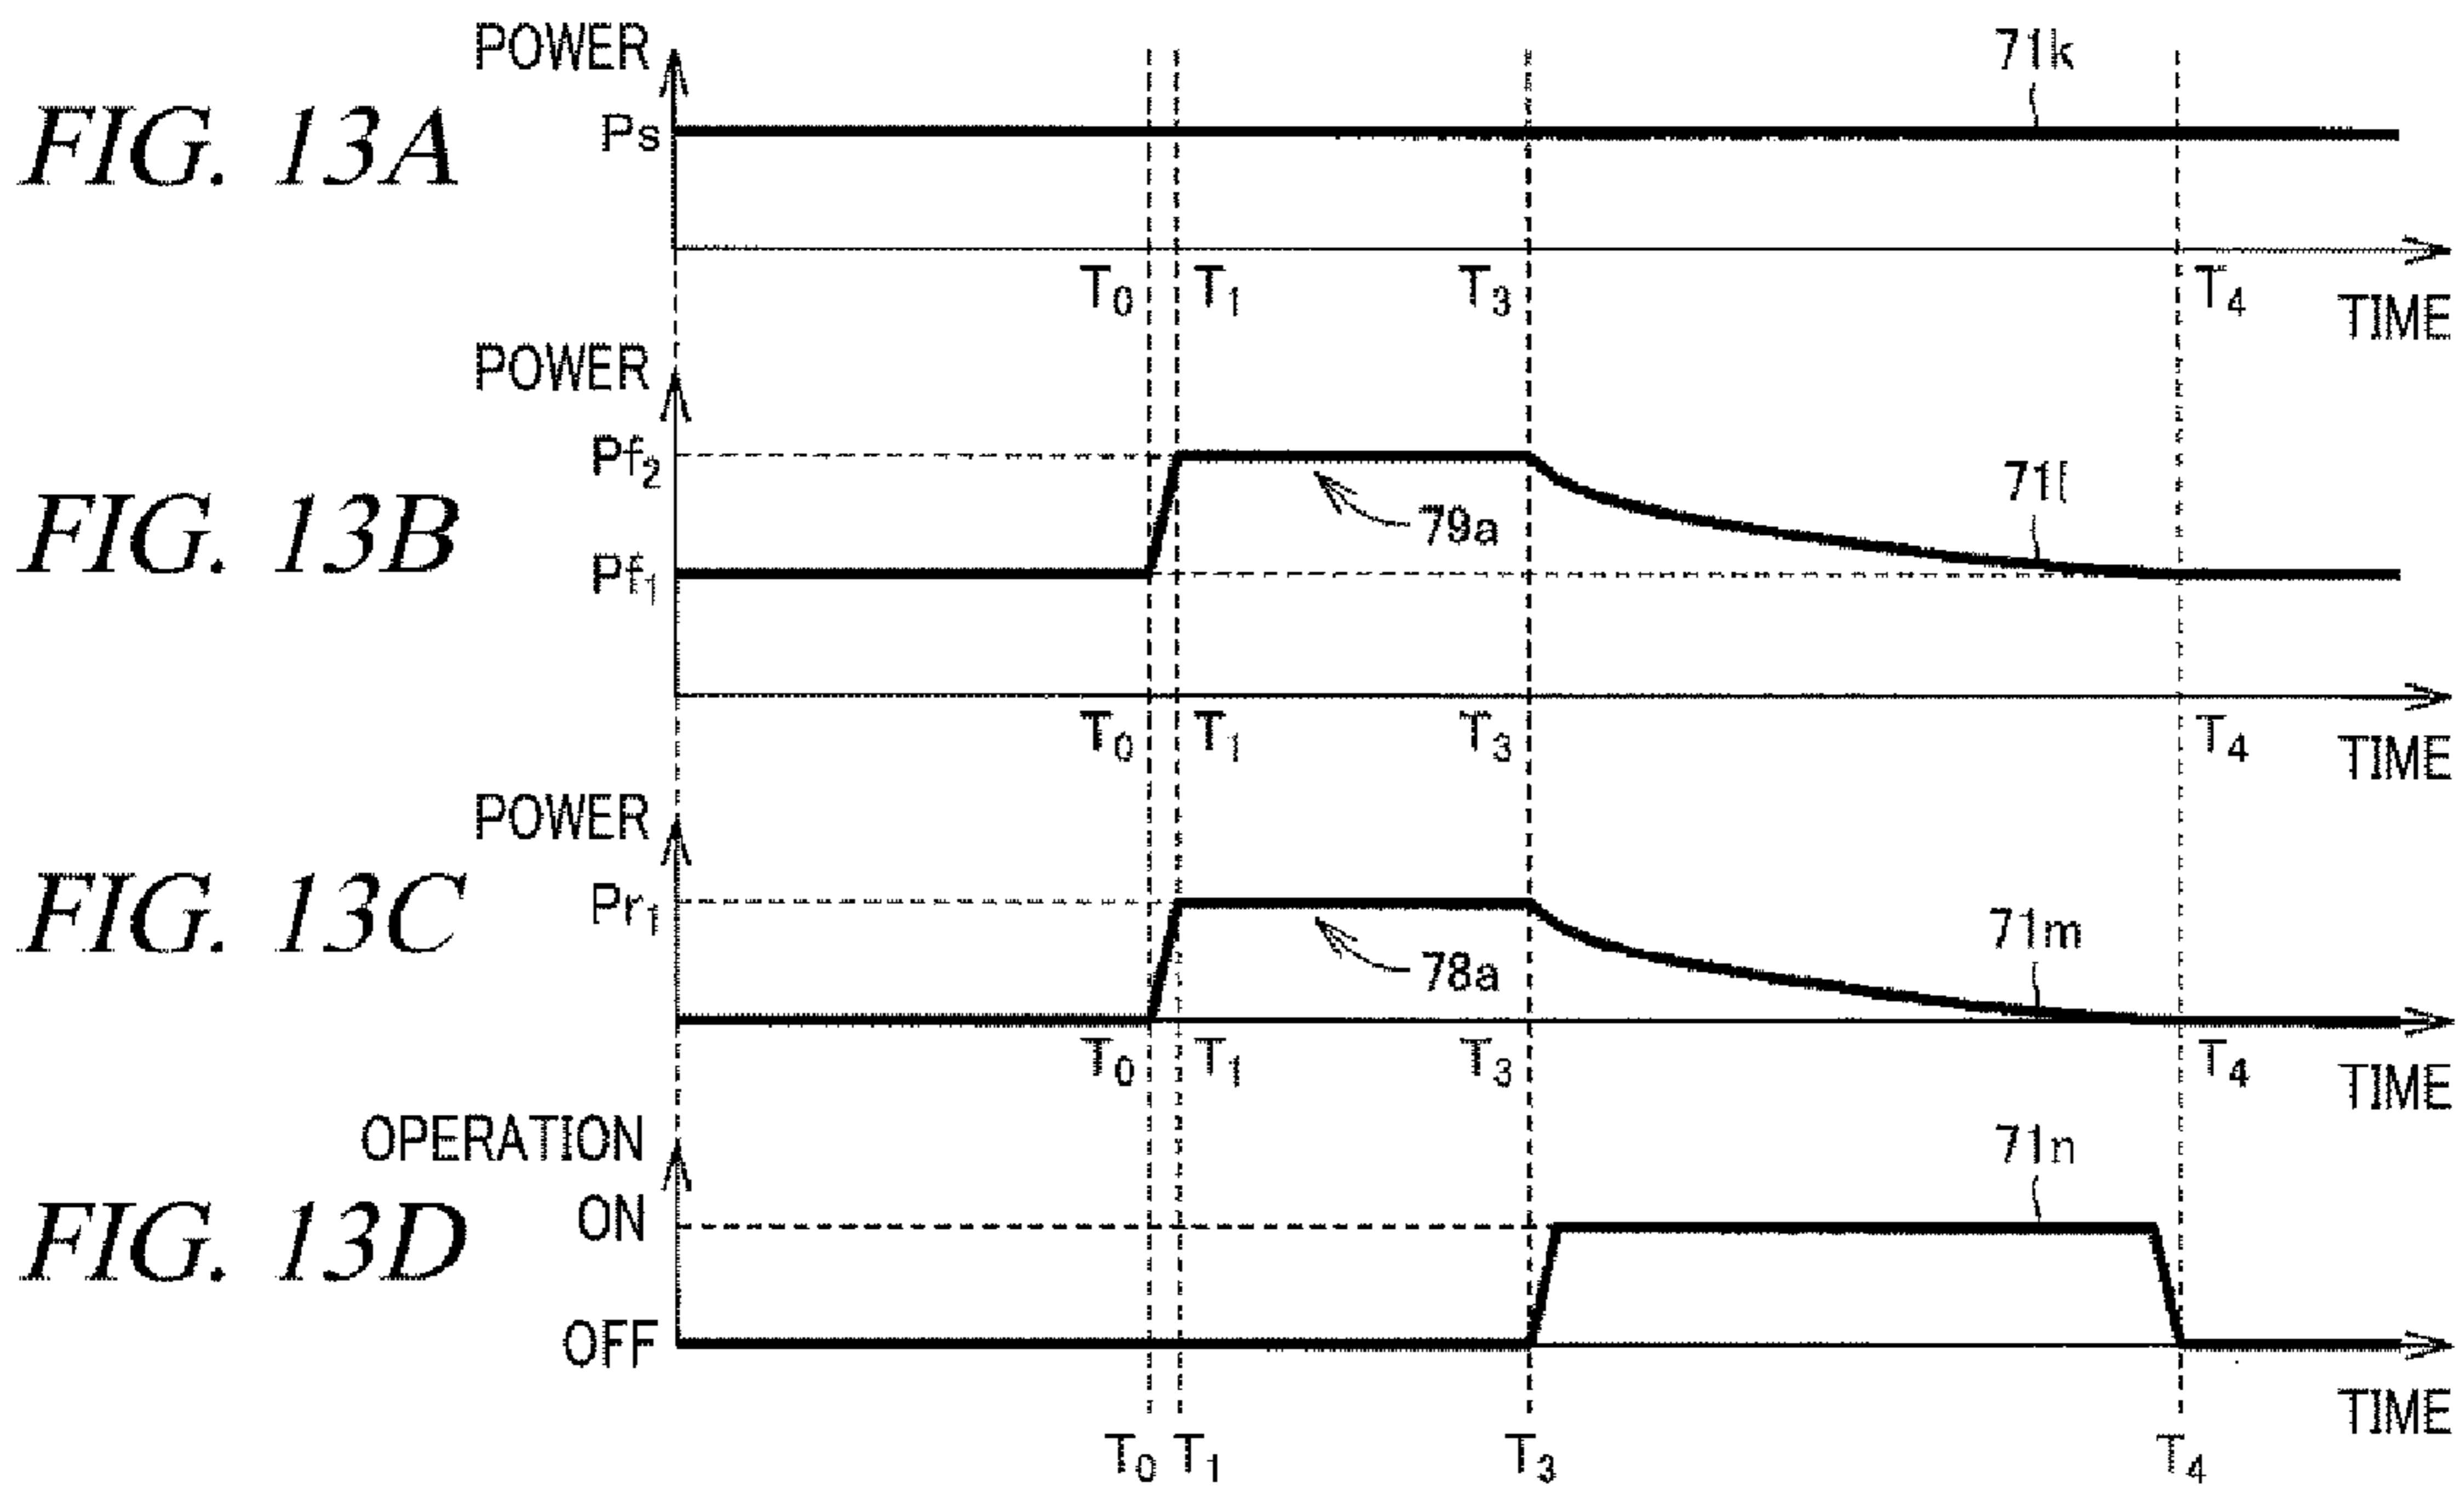 FIG. 13A
POWER
Ps
71k
T0 T1 T3 T4
TIME
FIG. 13B
POWER
Pf2
Pf1
79a
71l
T0 T1 T3 T4
TIME
FIG. 13C
POWER
Pr1
78a
71m
T0 T1 T3 T4
TIME
FIG. 13D
OPERATION
ON
OFF
71n
TIME
T0 T1 T3 T4